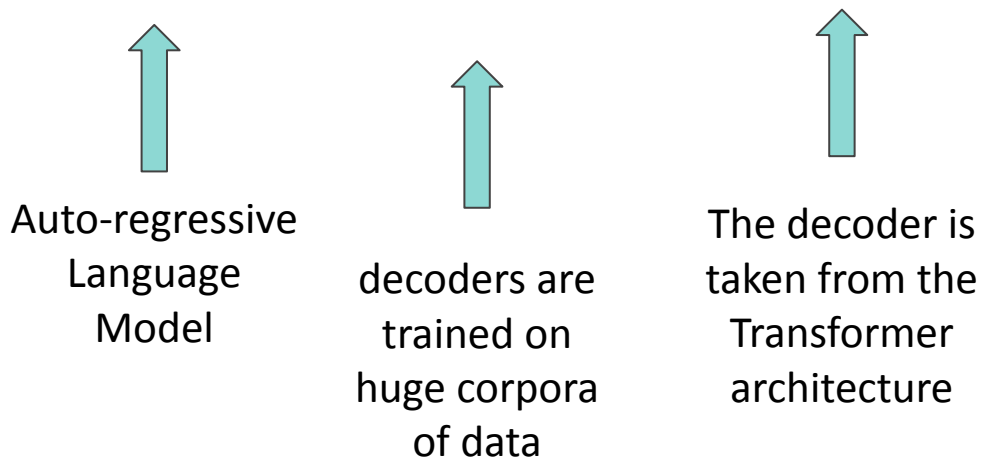 Auto-regressive
Language
Model
decoders are
trained on
huge corpora
of data
The decoder is
taken from the
Transformer
architecture